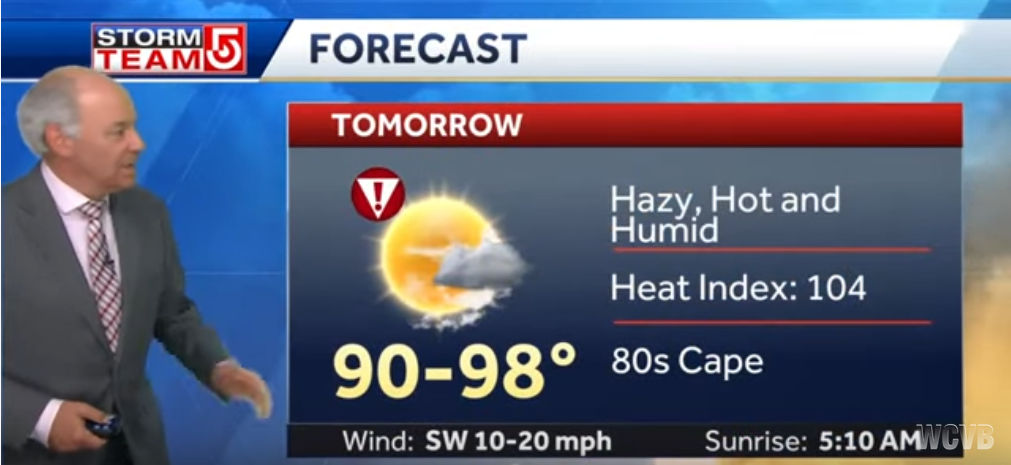 STORM
TEAM 5
FORECAST
TOMORROW
!
Hazy, Hot and
Humid
Heat Index: 104
90-98°
80s Cape
Wind: SW 10-20 mph
Sunrise: 5:10 AM
WCVB